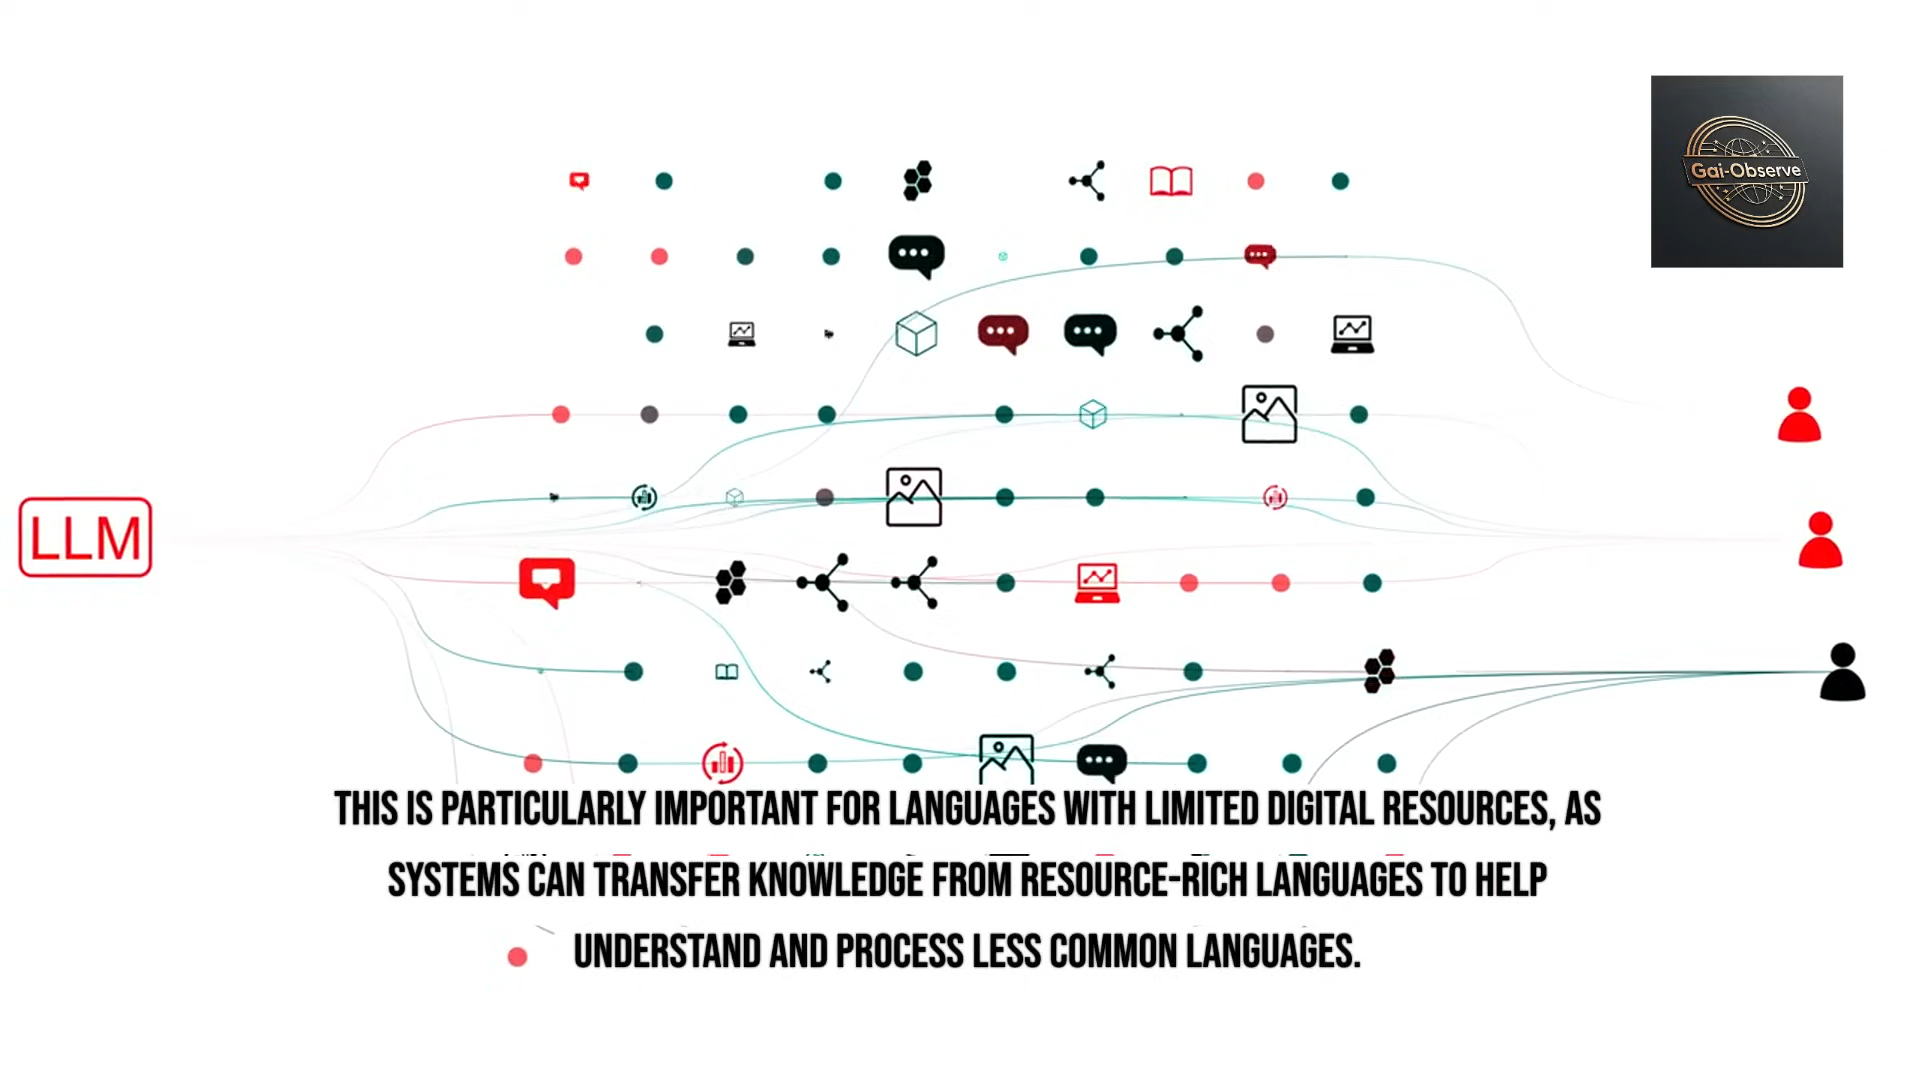 Gai-Observe
LLM
THIS IS PARTICULARLY IMPORTANT FOR LANGUAGES WITH LIMITED DIGITAL RESOURCES, AS
SYSTEMS CAN TRANSFER KNOWLEDGE FROM RESOURCE-RICH LANGUAGES TO HELP
UNDERSTAND AND PROCESS LESS COMMON LANGUAGES.